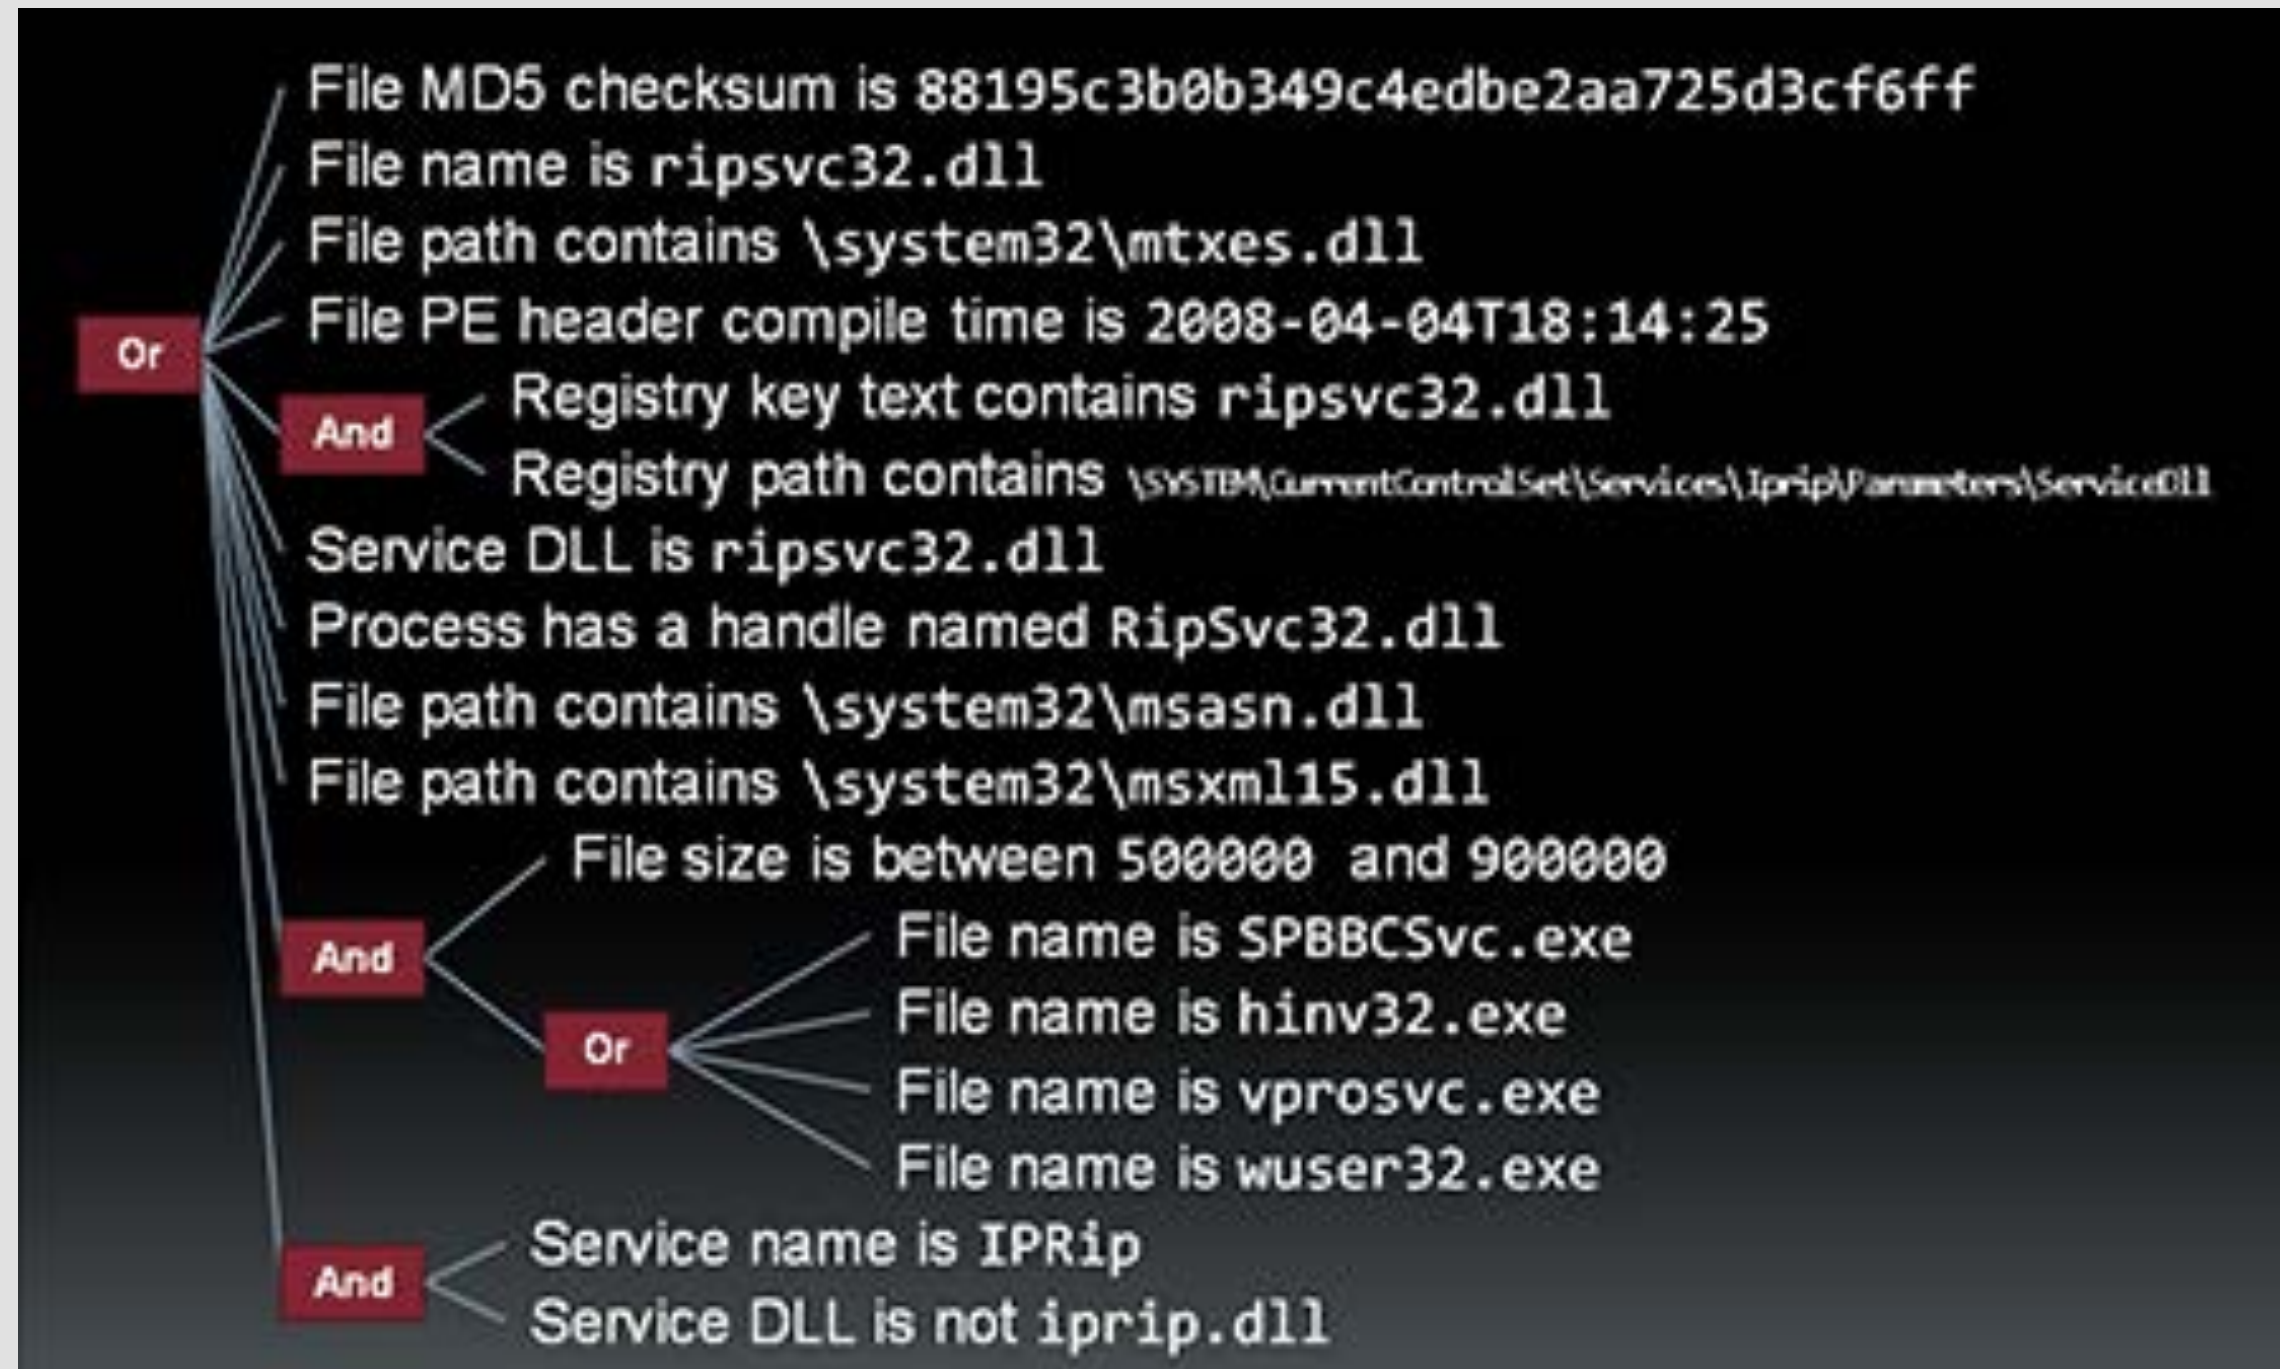 File MD5 checksum is 88195c3b0b349c4edbe2aa725d3cf6ff
File name is ripsvc32.dll
File path contains \system32\mtxes.dll
File PE header compile time is 2008-04-04T18:14:25
Or
Registry key text contains ripsvc32.dll
And
Registry path contains \SYSTEM\CurrentControlSet\Services\Iprip\Parameters\ServiceDll
Service DLL is ripsvc32.dll
Process has a handle named RipSvc32.dll
File path contains \system32\msasn.dll
File path contains \system32\msxml15.dll
File size is between 500000 and 900000
And
File name is SPBBCSvc.exe
File name is hinv32.exe
Or
File name is vprosvc.exe
File name is wuser32.exe
Service name is IPRip
And
Service DLL is not iprip.dll